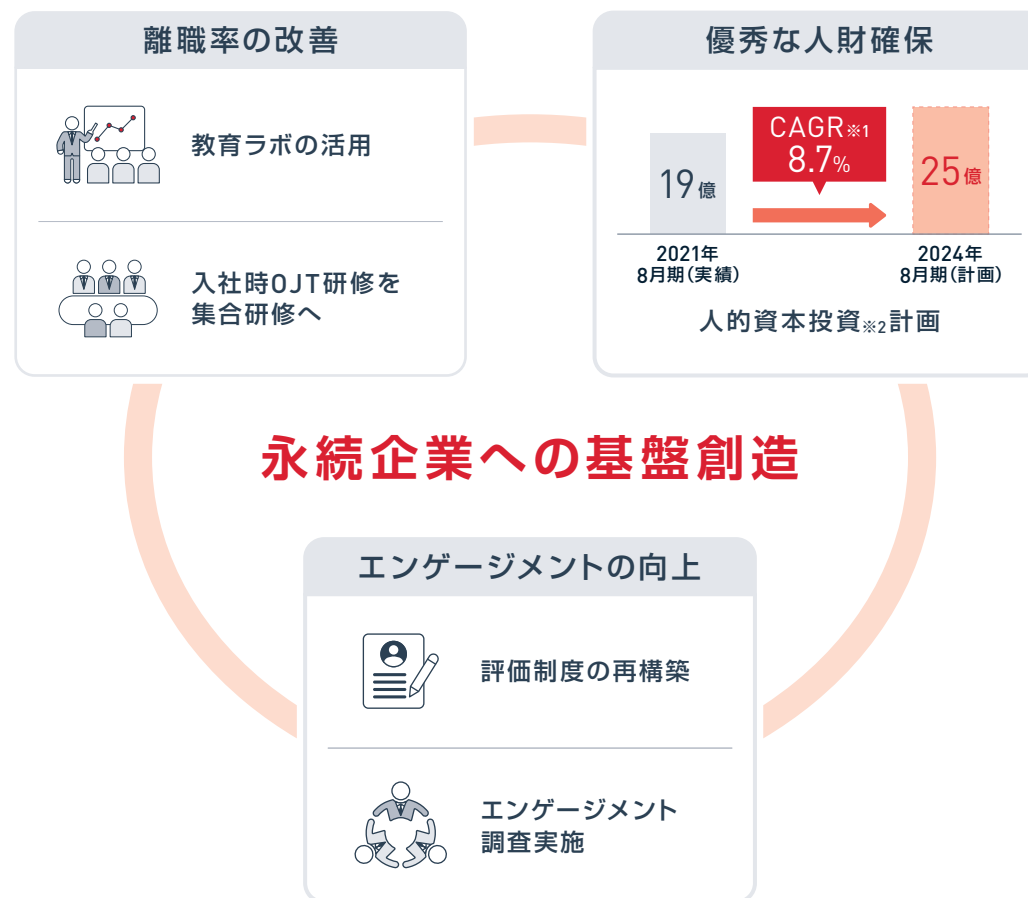 離職率の改善
教育ラボの活用
入社時OJT研修を
集合研修へ
優秀な人財確保
19億
CAGR※1
8.7%
25億
2021年
8月期(実績)
2024年
8月期(計画)
人的資本投資※2計画
永続企業への基盤創造
エンゲージメントの向上
評価制度の再構築
エンゲージメント
調査実施